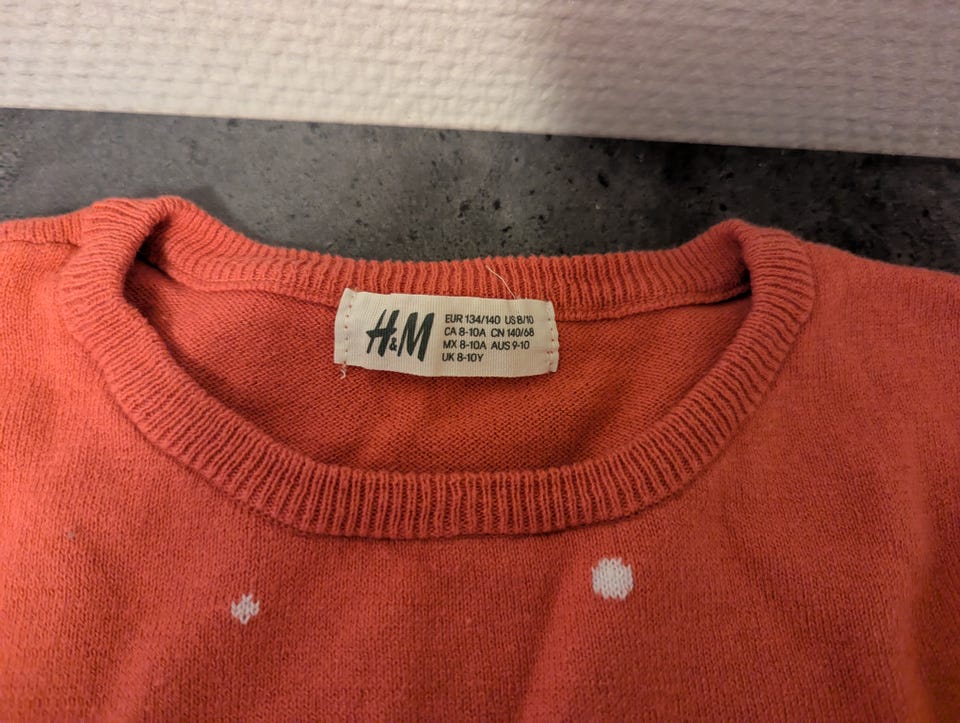 H&M
EUR 134/140 US 8/10
CA 8-10A CN 140/68
MX 8-10A AUS 9-10
UK 8-10Y